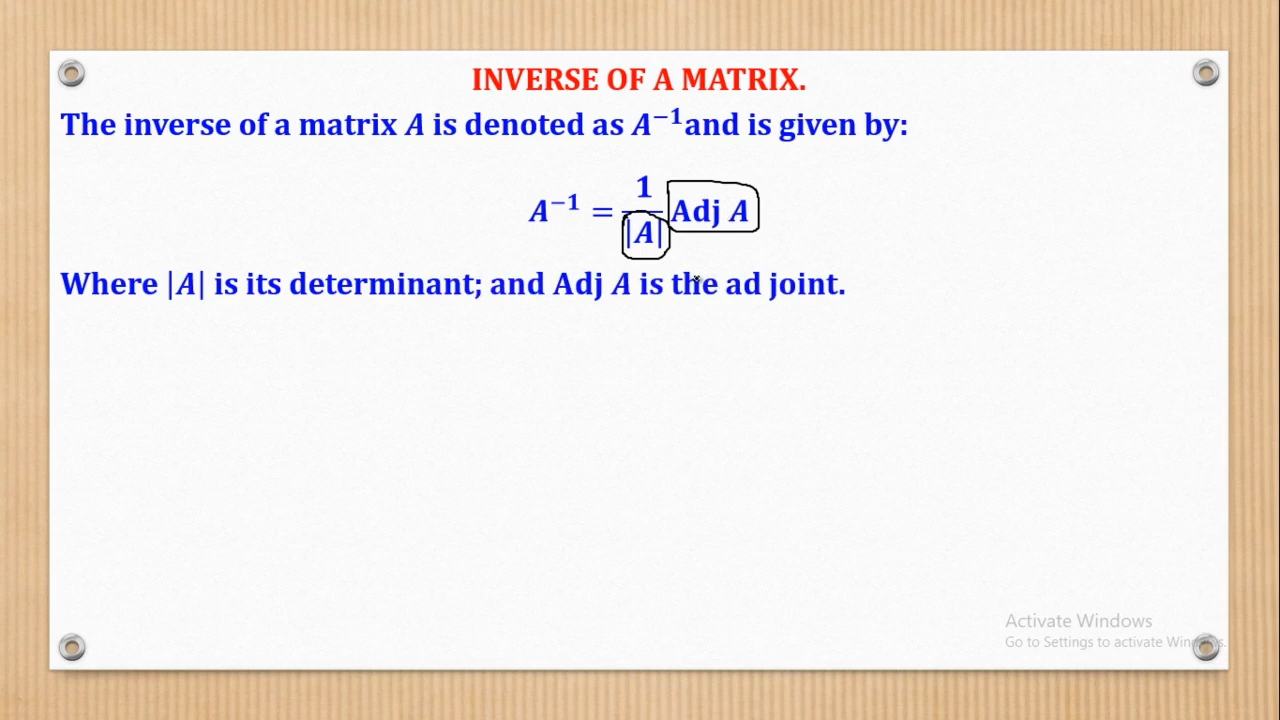 INVERSE OF A MATRIX.
The inverse of a matrix A is denoted as A⁻¹and is given by:
A⁻¹ = 1/|A| Adj A
Where |A| is its determinant; and Adj A is the ad joint.
Activate Windows
Go to Settings to activate Windows.